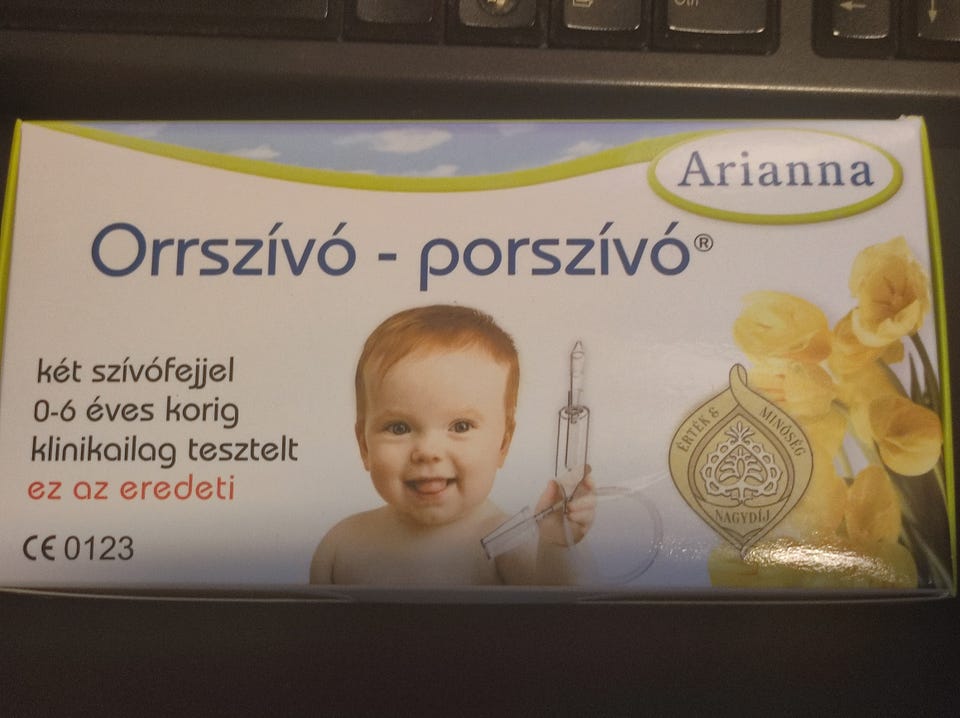 Ctrl
Arianna
Orrszívó - porszívó®
két szívófejjel
0-6 éves korig
klinikailag tesztelt
ez az eredeti
CE 0123
ÉRTÉK & MINŐSÉG
NAGYDÍJ